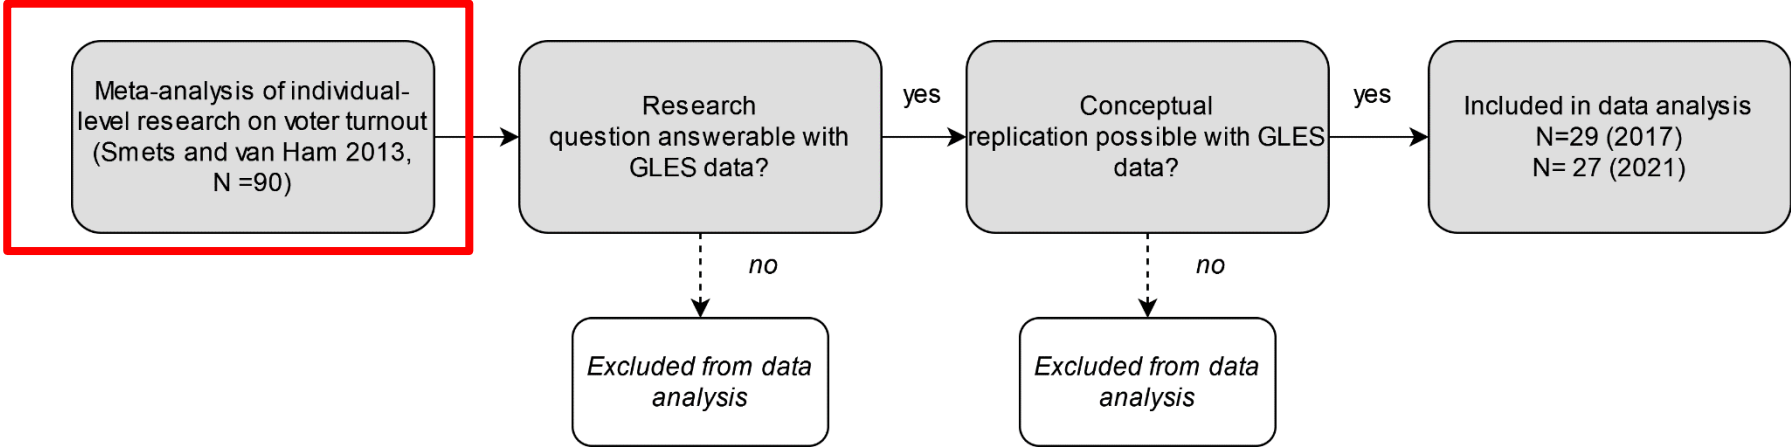 Meta-analysis of individual-
level research on voter turnout
(Smets and van Ham 2013,
N =90)
Research
question answerable with
GLES data?
yes
Conceptual
replication possible with GLES
data?
yes
Included in data analysis
N=29 (2017)
N= 27 (2021)
no
no
Excluded from data
analysis
Excluded from data
analysis